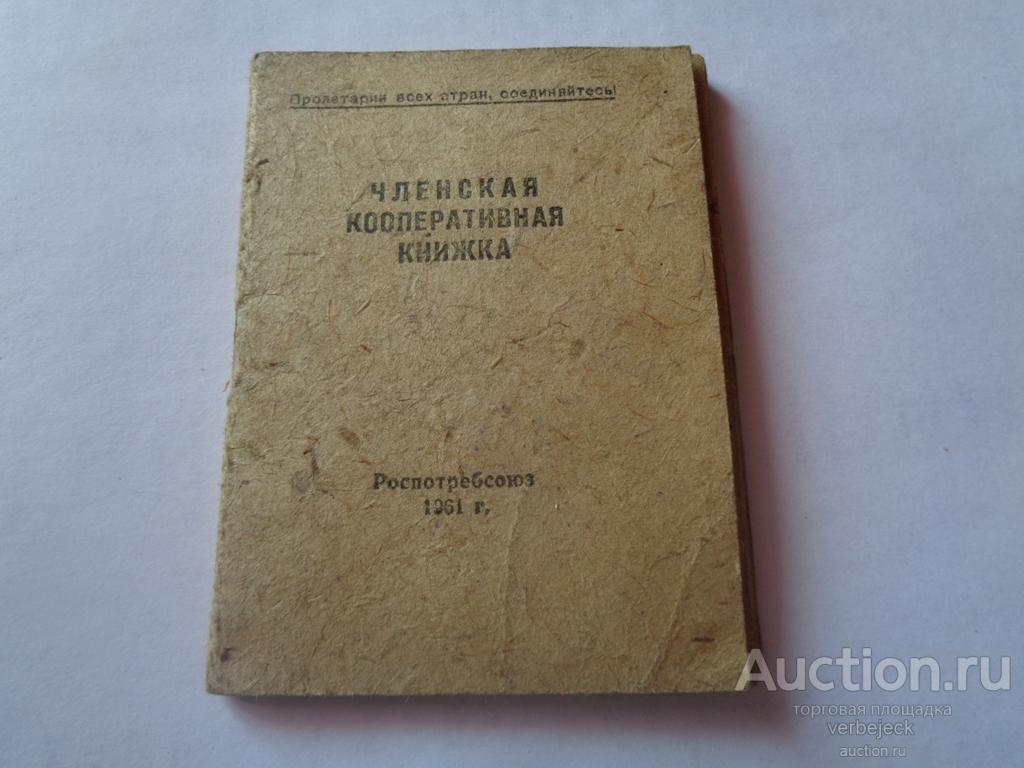 Пролетарии всех стран, соединяйтесь!
ЧЛЕНСКАЯ
КООПЕРАТИВНАЯ
КНИЖКА
Роспотребсоюз
1961 г.
Auction.ru
торговая площадка
verbejeck
auction.ru